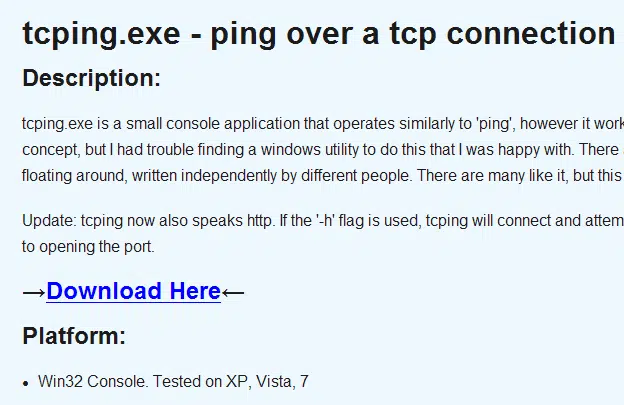 tcping.exe - ping over a tcp connection
Description:
tcping.exe is a small console application that operates similarly to 'ping', however it work
concept, but I had trouble finding a windows utility to do this that I was happy with. There
floating around, written independently by different people. There are many like it, but this
Update: tcping now also speaks http. If the '-h' flag is used, tcping will connect and attem
to opening the port.
→Download Here←
Platform:
• Win32 Console. Tested on XP, Vista, 7